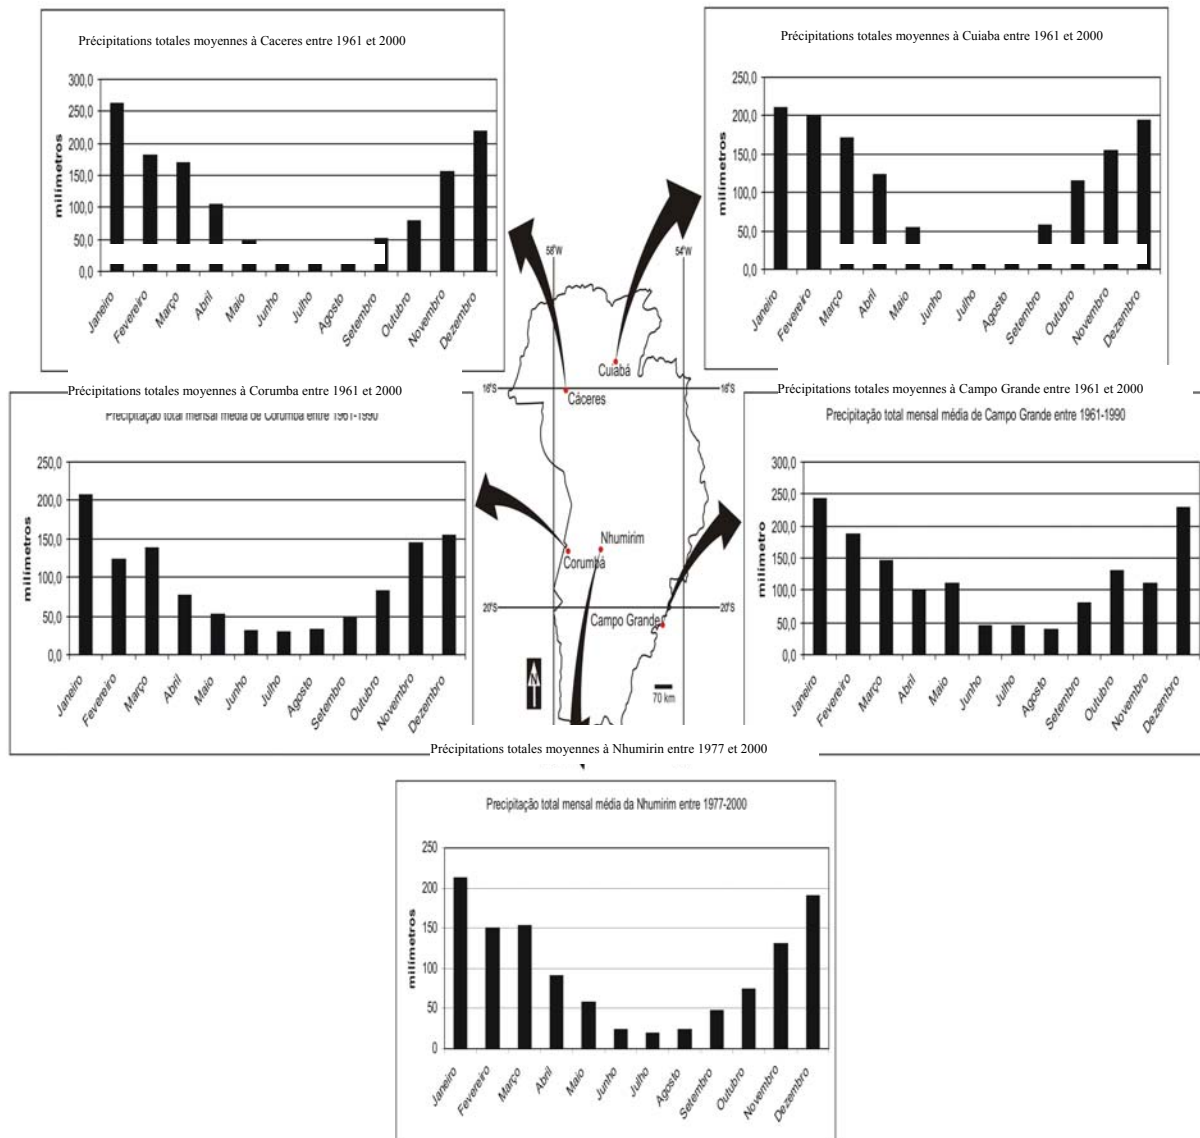 Précipitations totales moyennes à Caceres entre 1961 et 2000
300,0
250,0
200,0
150,0
100,0
50,0
0,0
milímetros
Janeiro
Fevereiro
Março
Abril
Maio
Junho
Julho
Agosto
Setembro
Outubro
Novembro
Dezembro
Précipitations totales moyennes à Cuiaba entre 1961 et 2000
250,0
200,0
150,0
100,0
50,0
0,0
milímetros
Janeiro
Fevereiro
Março
Abril
Maio
Junho
Julho
Agosto
Setembro
Outubro
Novembro
Dezembro
58°W
54°W
Cuiabá
16°S
16°S
Cáceres
Nhumirim
Corumbá
20°S
20°S
Campo Grande
N
70 km
Précipitations totales moyennes à Corumba entre 1961 et 2000
Precipitação total mensal média de Corumba entre 1961-1990
250,0
200,0
150,0
100,0
50,0
0,0
milímetros
Janeiro
Fevereiro
Março
Abril
Maio
Junho
Julho
Agosto
Setembro
Outubro
Novembro
Dezembro
Précipitations totales moyennes à Campo Grande entre 1961 et 2000
Precipitação total mensal média de Campo Grande entre 1961-1990
300,0
250,0
200,0
150,0
100,0
50,0
0,0
milímetro
Janeiro
Fevereiro
Março
Abril
Maio
Junho
Julho
Agosto
Setembro
Outubro
Novembro
Dezembro
Précipitations totales moyennes à Nhumirin entre 1977 et 2000
Precipitação total mensal média da Nhumirim entre 1977-2000
250
200
150
100
50
0
milímetros
Janeiro
Fevereiro
Março
Abril
Maio
Junho
Julho
Agosto
Setembro
Outubro
Novembro
Dezembro